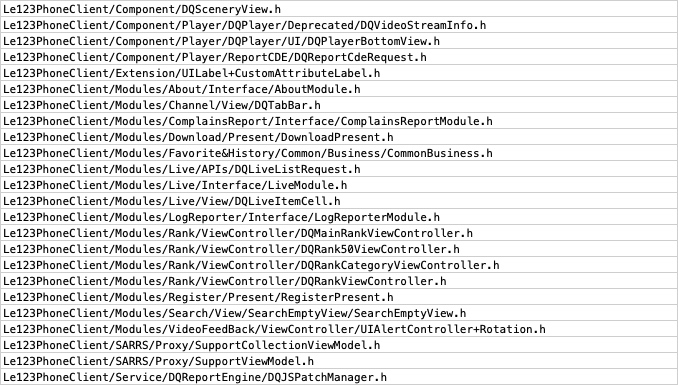 Le123PhoneClient/Component/DQSceneryView.h
Le123PhoneClient/Component/Player/DQPlayer/Deprecated/DQVideoStreamInfo.h
Le123PhoneClient/Component/Player/DQPlayer/UI/DQPlayerBottomView.h
Le123PhoneClient/Component/Player/ReportCDE/DQReportCdeRequest.h
Le123PhoneClient/Extension/UILabel+CustomAttributeLabel.h
Le123PhoneClient/Modules/About/Interface/AboutModule.h
Le123PhoneClient/Modules/Channel/View/DQTabBar.h
Le123PhoneClient/Modules/ComplainsReport/Interface/ComplainsReportModule.h
Le123PhoneClient/Modules/Download/Present/DownloadPresent.h
Le123PhoneClient/Modules/Favorite&History/Common/Business/CommonBusiness.h
Le123PhoneClient/Modules/Live/APIs/DQLiveListRequest.h
Le123PhoneClient/Modules/Live/Interface/LiveModule.h
Le123PhoneClient/Modules/Live/View/DQLiveItemCell.h
Le123PhoneClient/Modules/LogReporter/Interface/LogReporterModule.h
Le123PhoneClient/Modules/Rank/ViewController/DQMainRankViewController.h
Le123PhoneClient/Modules/Rank/ViewController/DQRank50ViewController.h
Le123PhoneClient/Modules/Rank/ViewController/DQRankCategoryViewController.h
Le123PhoneClient/Modules/Rank/ViewController/DQRankViewController.h
Le123PhoneClient/Modules/Register/Present/RegisterPresent.h
Le123PhoneClient/Modules/Search/View/SearchEmptyView/SearchEmptyView.h
Le123PhoneClient/Modules/VideoFeedBack/ViewController/UIAlertController+Rotation.h
Le123PhoneClient/SARRS/Proxy/SupportCollectionViewModel.h
Le123PhoneClient/SARRS/Proxy/SupportViewModel.h
Le123PhoneClient/Service/DQReportEngine/DQJSPatchManager.h